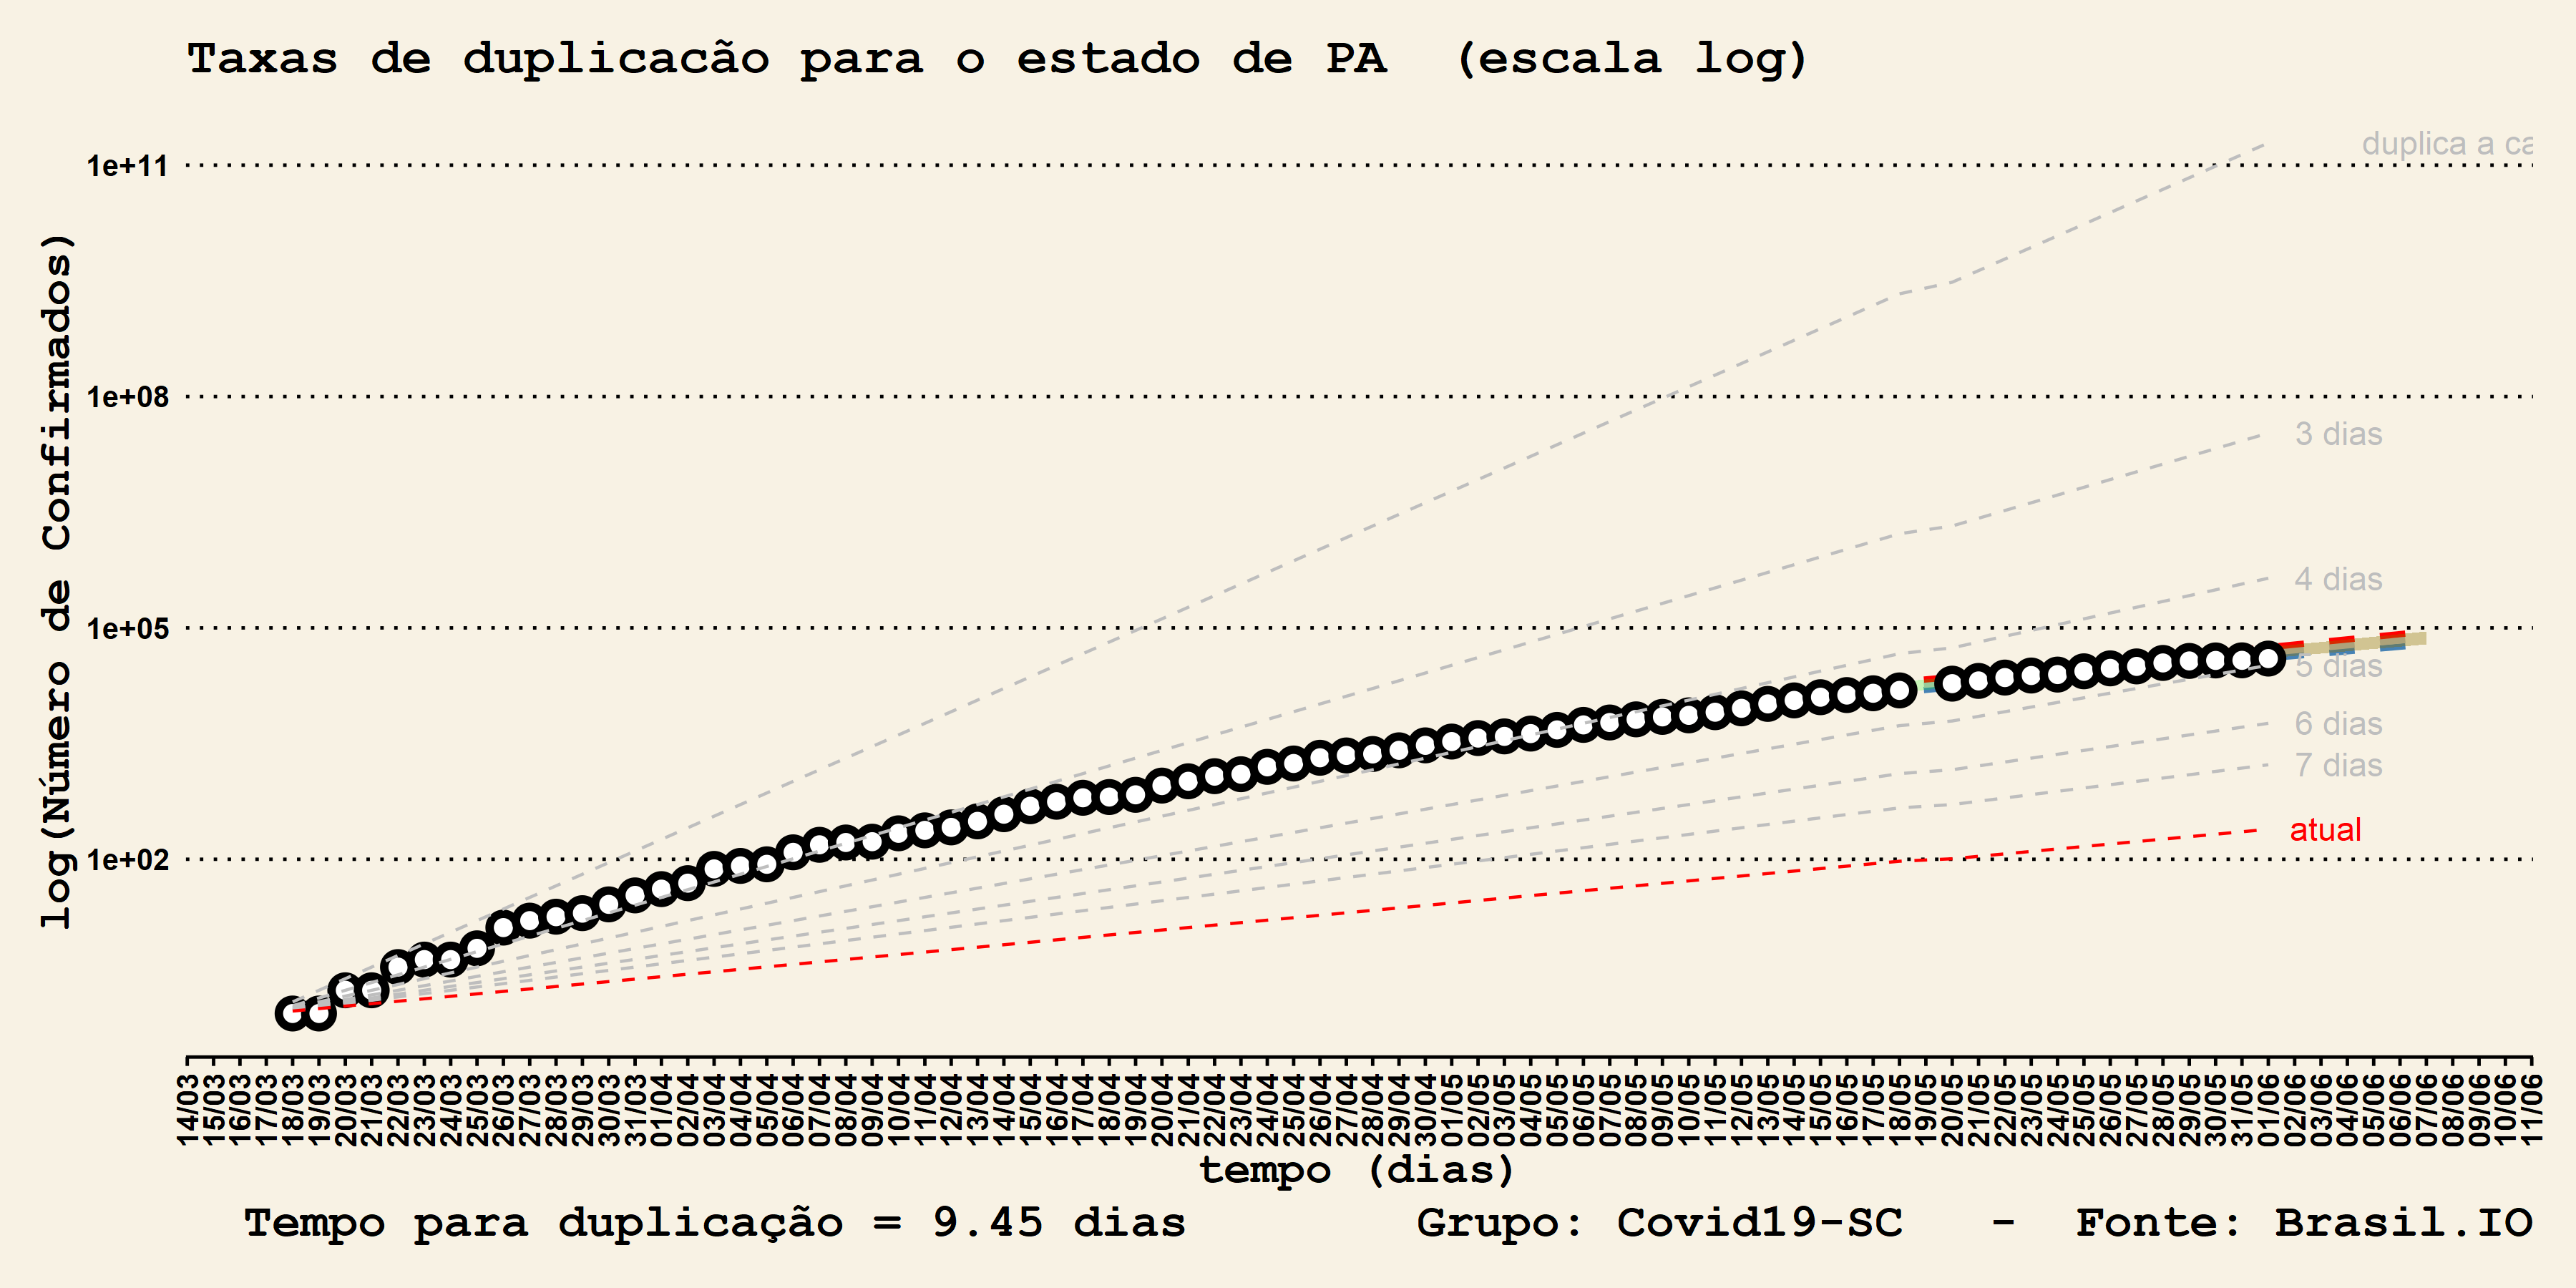 Taxas de duplicacão para o estado de PA (escala log)
duplica a ca
1e+11
1e+08
3 dias
4 dias
1e+05
5 dias
6 dias
7 dias
atual
1e+02
log(Número de Confirmados)
14/03 15/03 16/03 17/03 18/03 19/03 20/03 21/03 22/03 23/03 24/03 25/03 26/03 27/03 28/03 29/03 30/03 31/03 01/04 02/04 03/04 04/04 05/04 06/04 07/04 08/04 09/04 10/04 11/04 12/04 13/04 14/04 15/04 16/04 17/04 18/04 19/04 20/04 21/04 22/04 23/04 24/04 25/04 26/04 27/04 28/04 29/04 30/04 01/05 02/05 03/05 04/05 05/05 06/05 07/05 08/05 09/05 10/05 11/05 12/05 13/05 14/05 15/05 16/05 17/05 18/05 19/05 20/05 21/05 22/05 23/05 24/05 25/05 26/05 27/05 28/05 29/05 30/05 31/05 01/06 02/06 03/06 04/06 05/06 06/06 07/06 08/06 09/06 10/06 11/06
tempo (dias)
Tempo para duplicação = 9.45 dias Grupo: Covid19-SC - Fonte: Brasil.IO